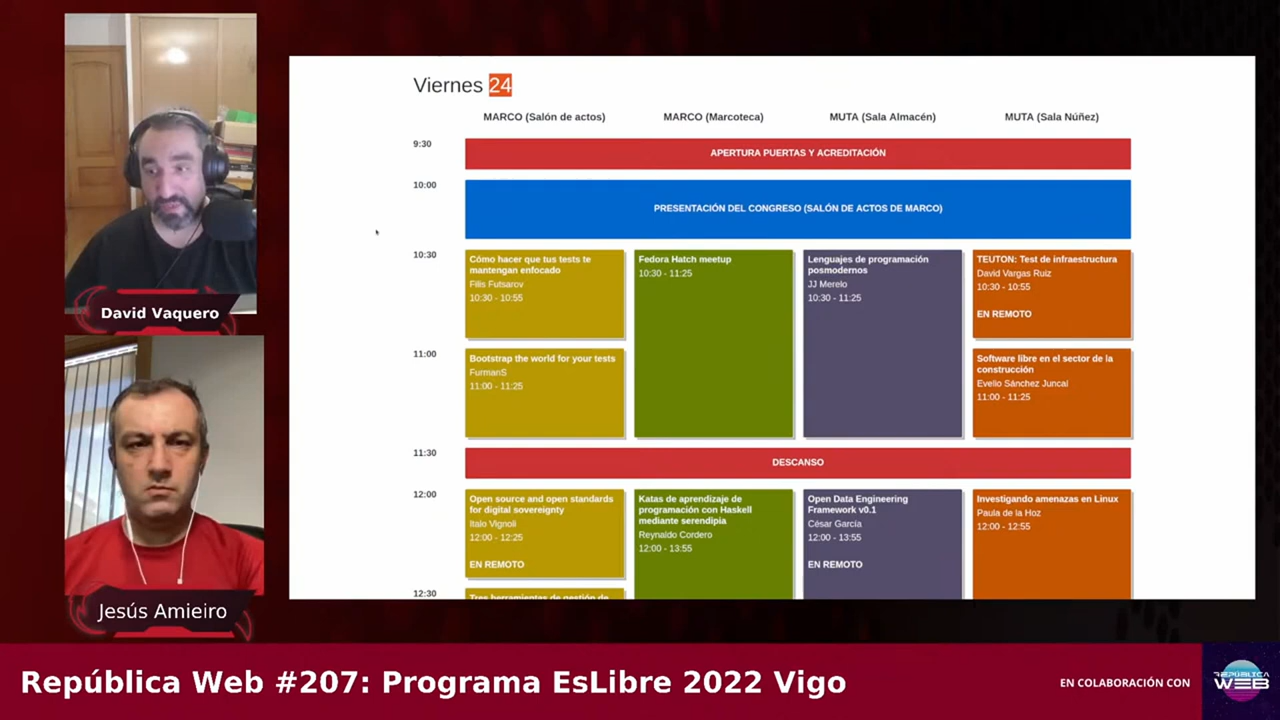 David Vaquero
Jesús Amieiro
Viernes 24
MARCO (Salón de actos)
MARCO (Marcoteca)
MUTA (Sala Almacén)
MUTA (Sala Núñez)
9:30
APERTURA PUERTAS Y ACREDITACIÓN
10:00
PRESENTACIÓN DEL CONGRESO (SALÓN DE ACTOS DE MARCO)
10:30
Cómo hacer que tus tests te
mantengan enfocado
Filis Futsarov
10:30 - 10:55
Fedora Hatch meetup
10:30 - 11:25
Lenguajes de programación
posmodernos
JJ Merelo
10:30 - 11:25
TEUTON: Test de infraestructura
David Vargas Ruiz
10:30 - 10:55
EN REMOTO
11:00
Bootstrap the world for your tests
FurmanS
11:00 - 11:25
Software libre en el sector de la
construcción
Evelio Sánchez Juncal
11:00 - 11:25
11:30
DESCANSO
12:00
Open source and open standards
for digital sovereignty
Italo Vignoli
12:00 - 12:25
EN REMOTO
Katas de aprendizaje de
programación con Haskell
mediante serendipia
Reynaldo Cordero
12:00 - 13:55
Open Data Engineering
Framework v0.1
César García
12:00 - 13:55
EN REMOTO
Investigando amenazas en Linux
Paula de la Hoz
12:00 - 12:55
12:30
Tres herramientas de gestión de
República Web #207: Programa EsLibre 2022 Vigo
EN COLABORACIÓN CON
REPÚBLICA
WEB